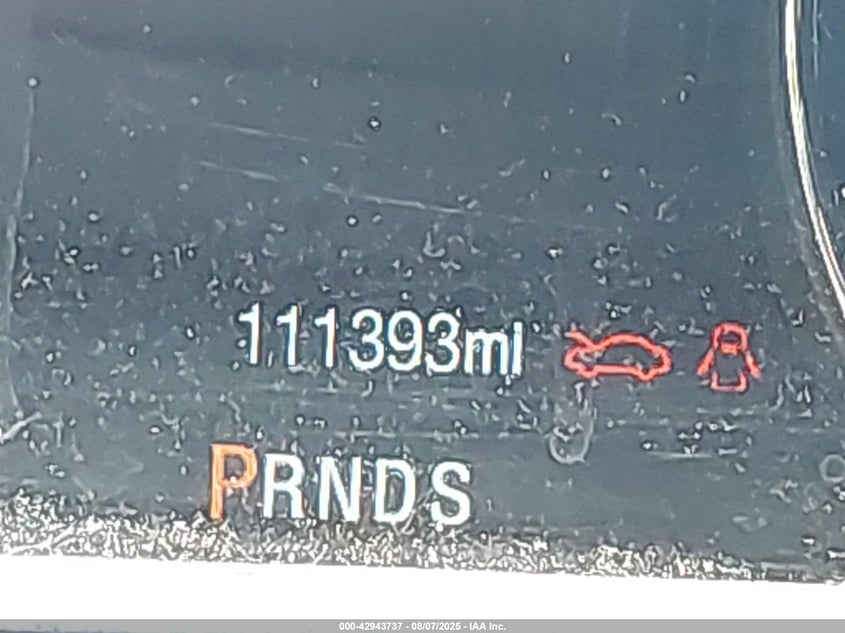 111393mi
PRNDS
000-42943737 - 08/07/2025 - IAA Inc.